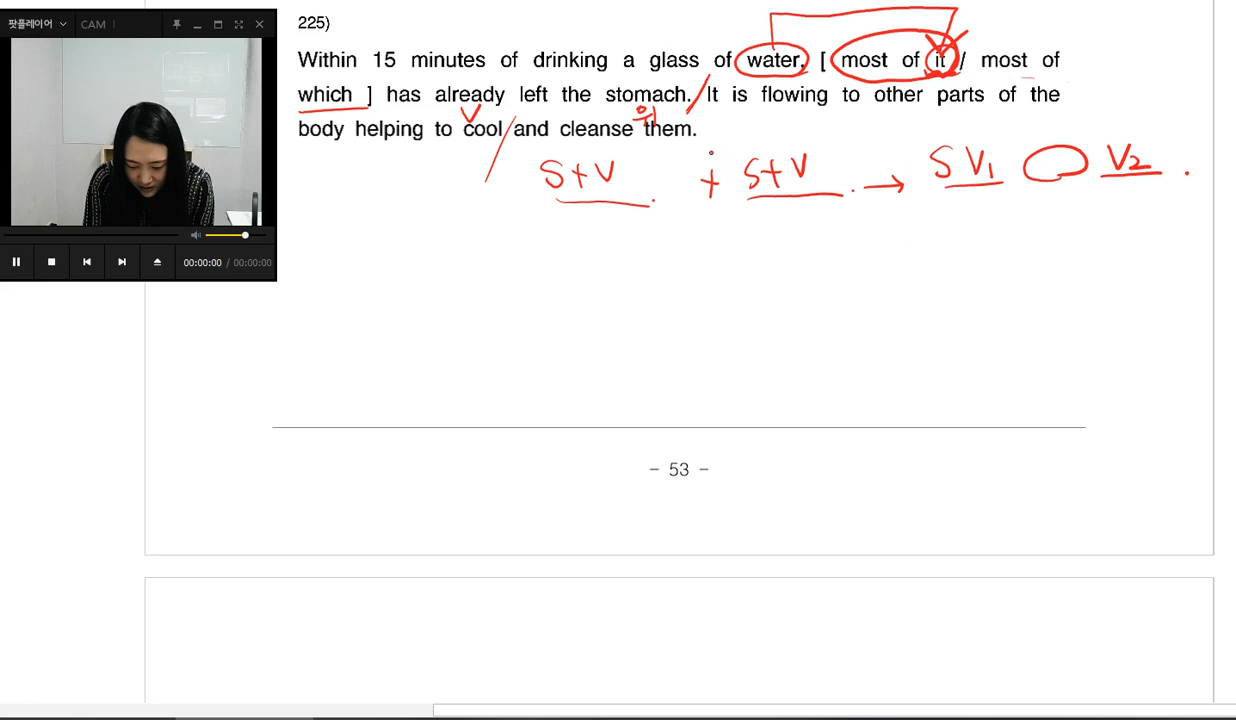 팟플레이어 CAM
00:00:00 / 00:00:00
225)
Within 15 minutes of drinking a glass of water, [ most of it / most of
which ] has already left the stomach. It is flowing to other parts of the
위
body helping to cool and cleanse them.
S+V + S+V . → S V1 V2 .
- 53 -